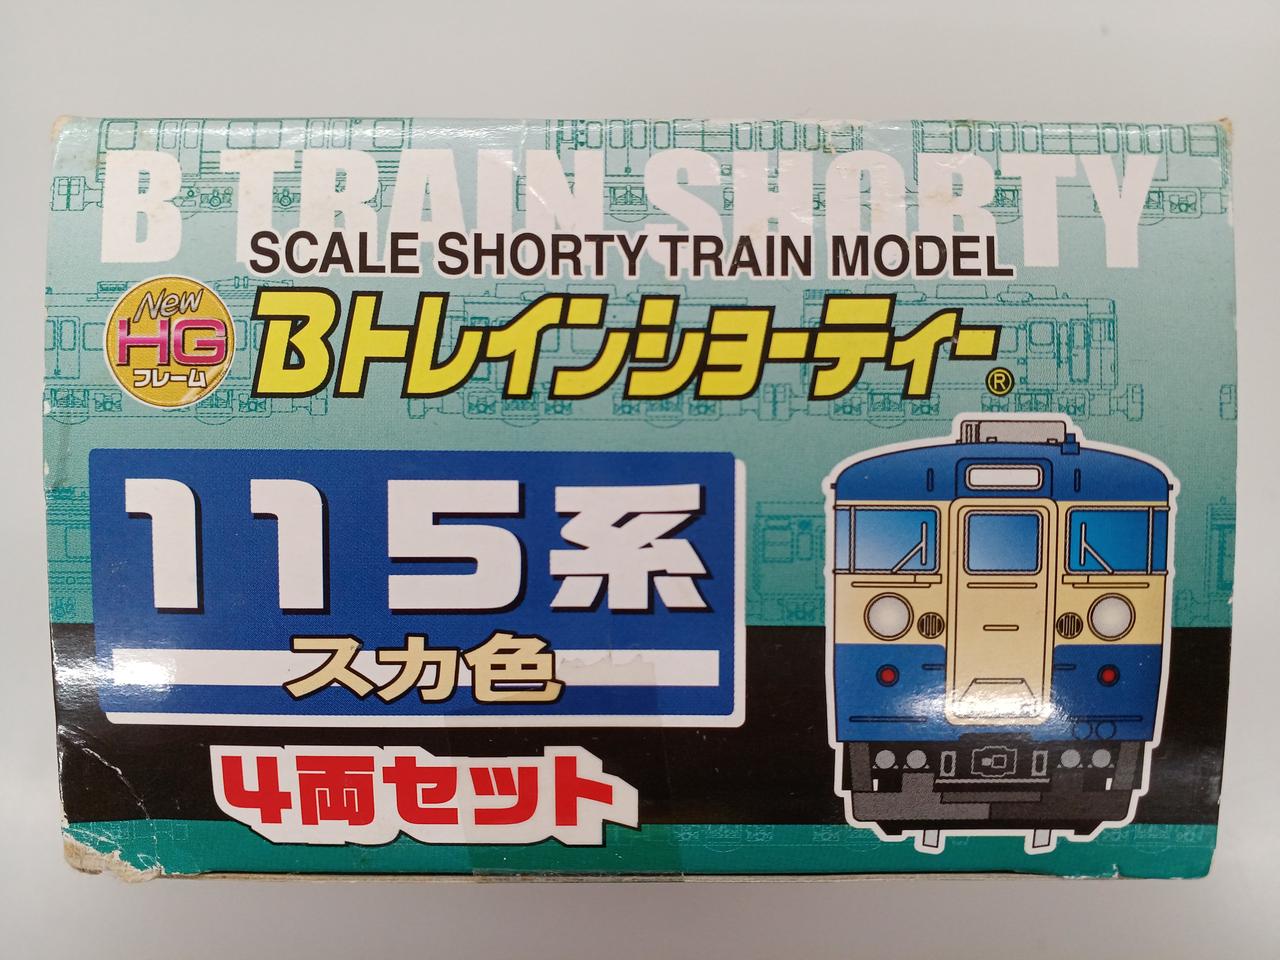 B TRAIN SHORTY
SCALE SHORTY TRAIN MODEL
New
HG
フレーム
Bトレインショーティー®
115系
スカ色
4両セット